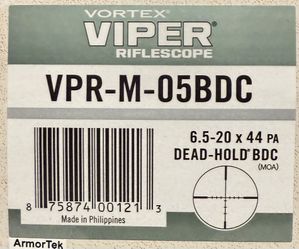 VORTEX®
VIPER®
RIFLESCOPE
VPR-M-05BDC
6.5-20 x 44 PA
DEAD-HOLD® BDC
(MOA)
8 75874 00121 3
Made in Philippines
ArmorTek